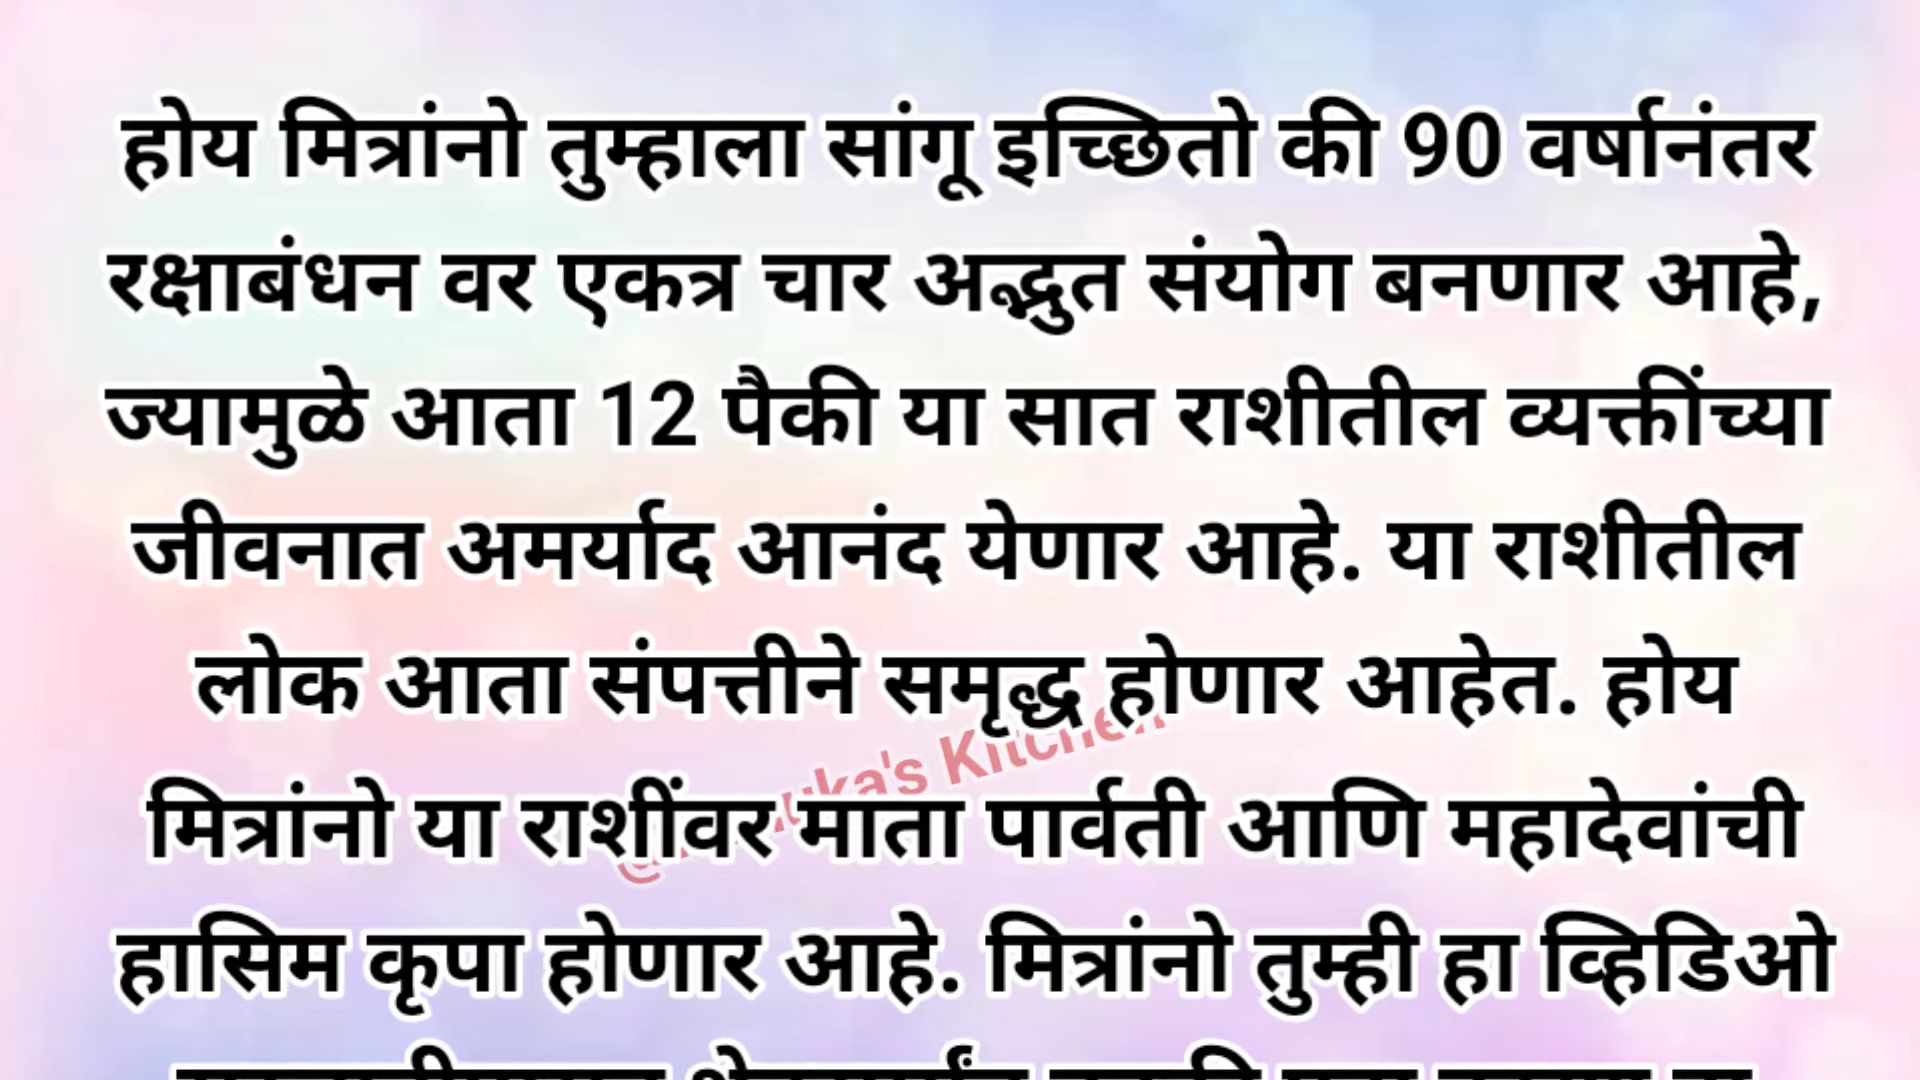 होय मित्रांनो तुम्हाला सांगू इच्छितो की 90 वर्षानंतर
रक्षाबंधन वर एकत्र चार अद्भुत संयोग बनणार आहे,
ज्यामुळे आता 12 पैकी या सात राशीतील व्यक्तींच्या
जीवनात अमर्याद आनंद येणार आहे. या राशीतील
लोक आता संपत्तीने समृद्ध होणार आहेत. होय
Kitchen
मित्रांनो या राशींवर माता पार्वती आणि महादेवांची
हासिम कृपा होणार आहे. मित्रांनो तुम्ही हा व्हिडिओ